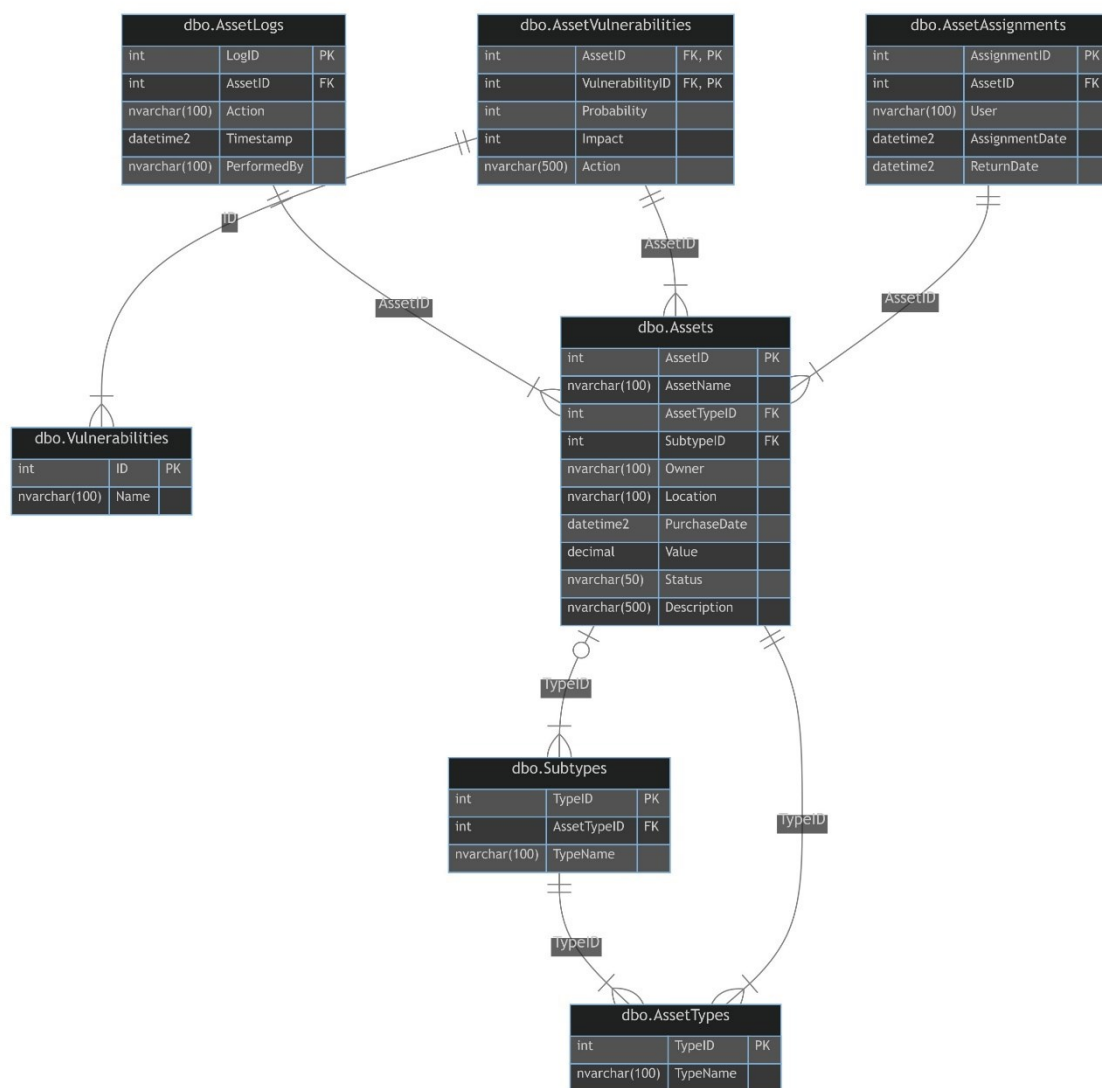 dbo.AssetLogs
int LogID PK
int AssetID FK
nvarchar(100) Action
datetime2 Timestamp
nvarchar(100) PerformedBy
dbo.AssetVulnerabilities
int AssetID FK, PK
int VulnerabilityID FK, PK
int Probability
int Impact
nvarchar(500) Action
dbo.AssetAssignments
int AssignmentID PK
int AssetID FK
nvarchar(100) User
datetime2 AssignmentDate
datetime2 ReturnDate
ID
AssetID
AssetID
AssetID
dbo.Vulnerabilities
int ID PK
nvarchar(100) Name
dbo.Assets
int AssetID PK
nvarchar(100) AssetName
int AssetTypeID FK
int SubtypeID FK
nvarchar(100) Owner
nvarchar(100) Location
datetime2 PurchaseDate
decimal Value
nvarchar(50) Status
nvarchar(500) Description
TypeID
dbo.Subtypes
int TypeID PK
int AssetTypeID FK
nvarchar(100) TypeName
TypeID
TypeID
dbo.AssetTypes
int TypeID PK
nvarchar(100) TypeName